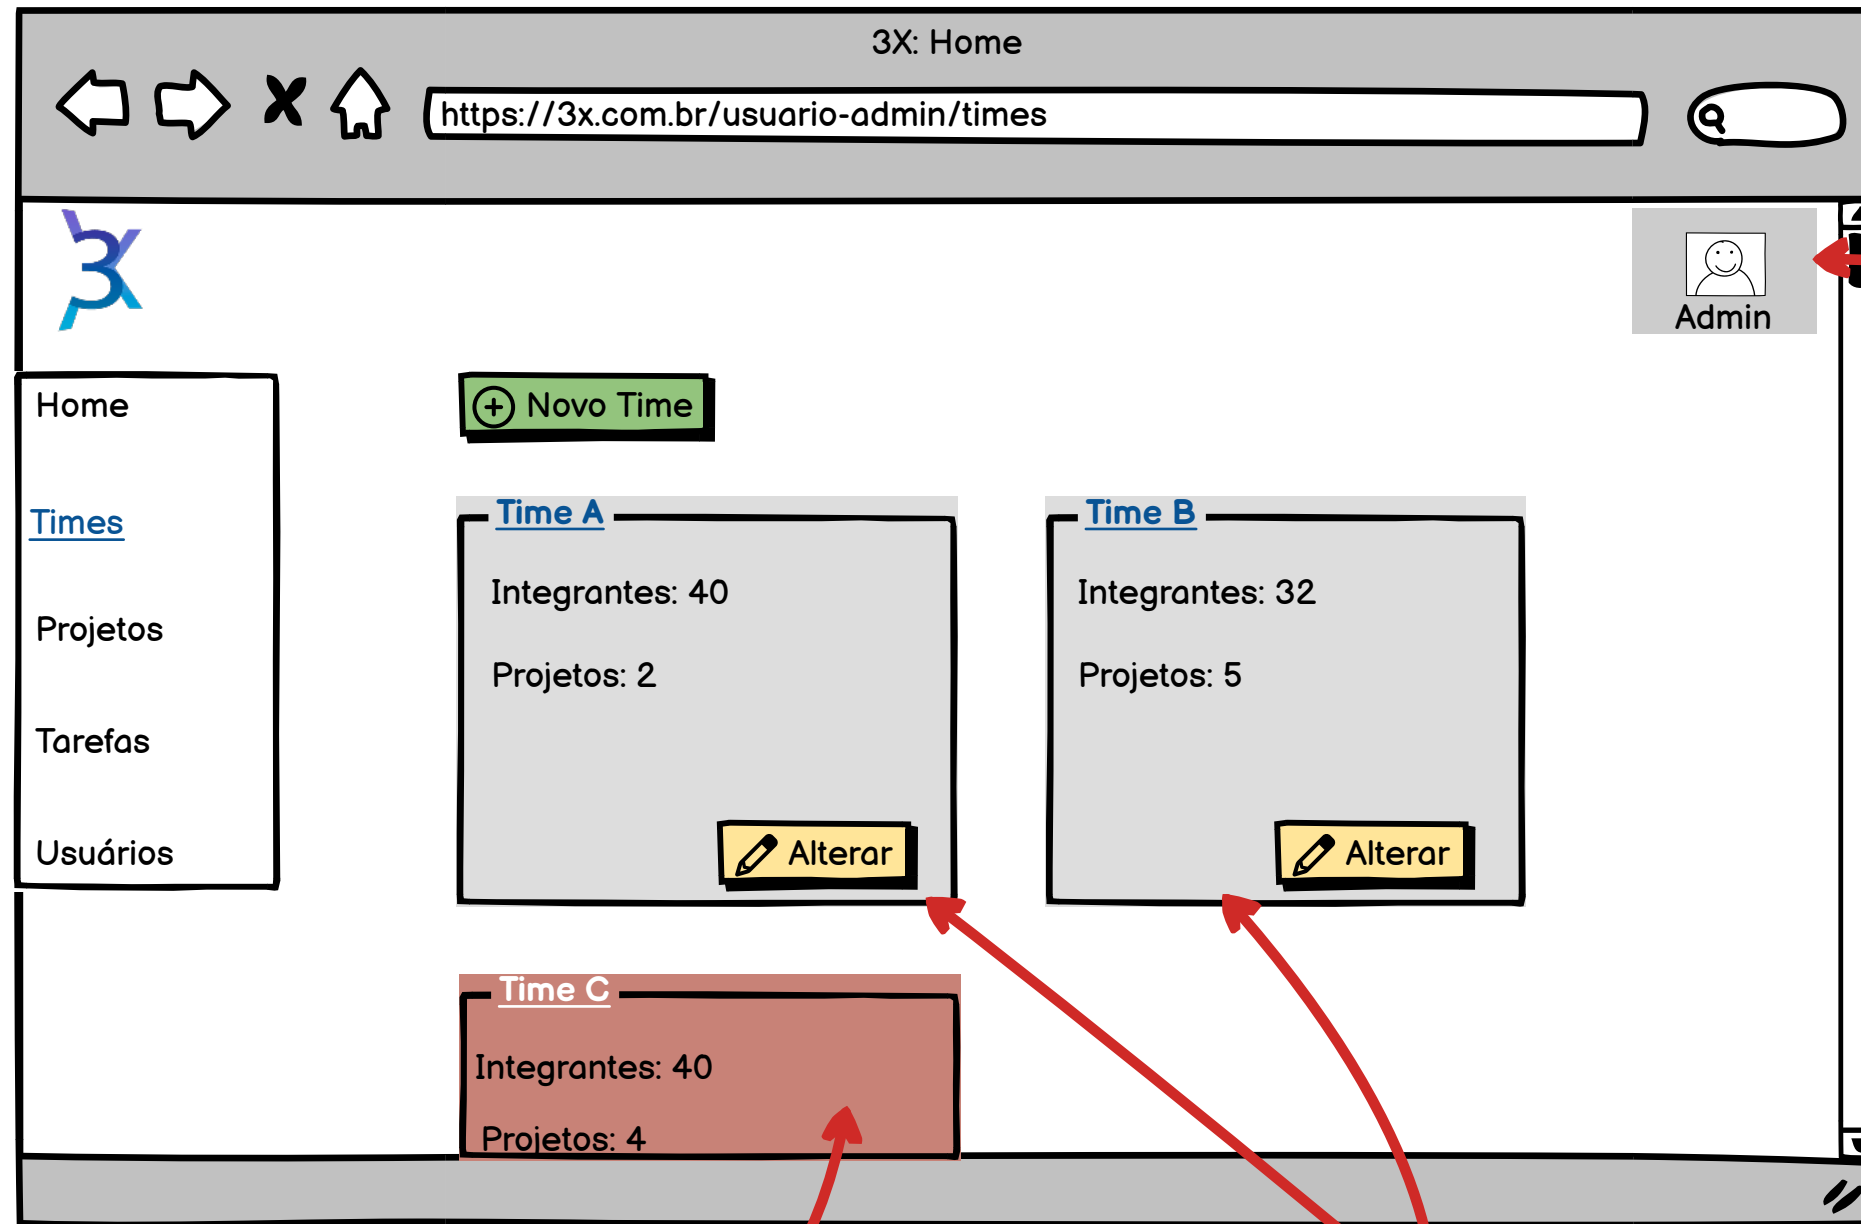 3X: Home
https://3x.com.br/usuario-admin/times
3X
Admin
Home
Times
Projetos
Tarefas
Usuários
Novo Time
Time A
Integrantes: 40
Projetos: 2
Alterar
Time B
Integrantes: 32
Projetos: 5
Alterar
Time C
Integrantes: 40
Projetos: 4